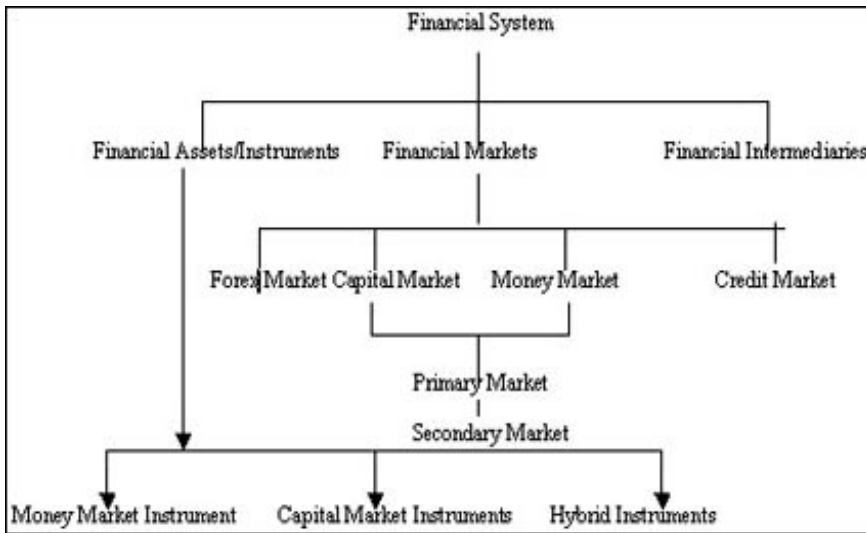 Financial System
Financial Assets/Instruments Financial Markets Financial Intermediaries
Forex Market Capital Market Money Market Credit Market
Primary Market
Secondary Market
Money Market Instrument Capital Market Instruments Hybrid Instruments